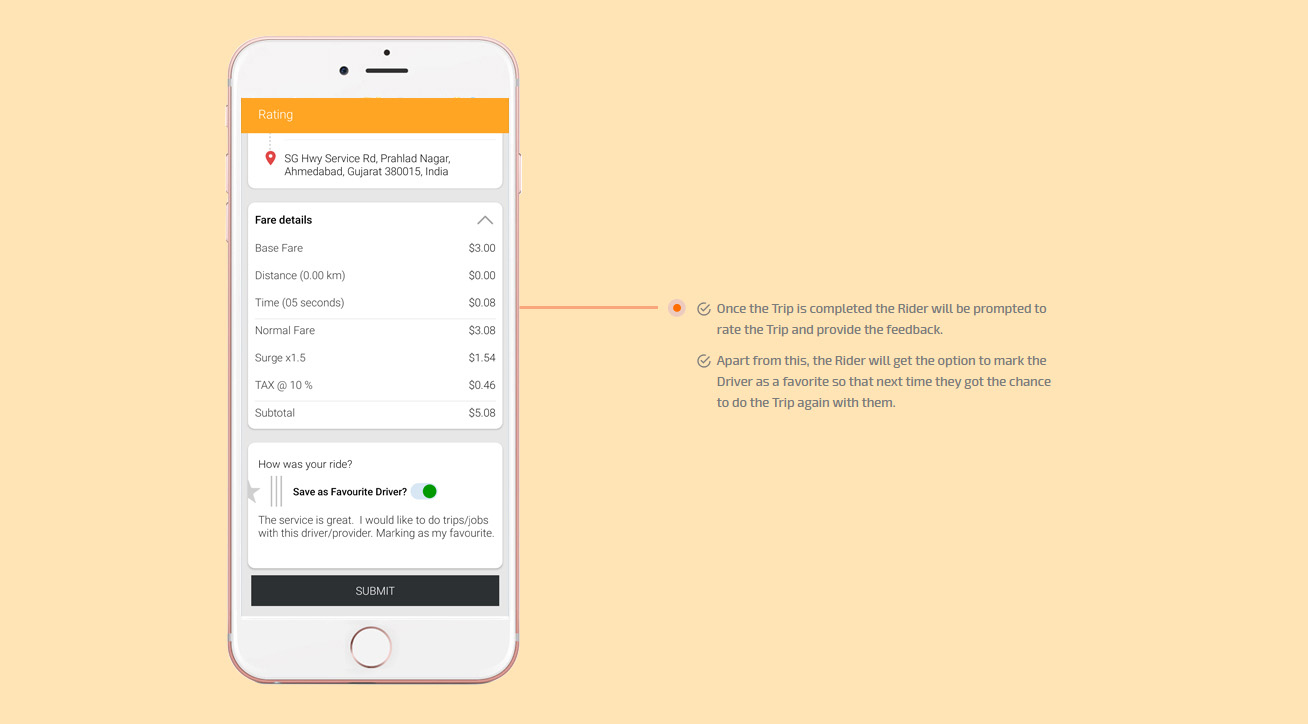 Rating
SG Hwy Service Rd, Prahlad Nagar,
Ahmedabad, Gujarat 380015, India
Fare details
Base Fare $3.00
Distance (0.00 km) $0.00
Time (05 seconds) $0.08
Normal Fare $3.08
Surge x1.5 $1.54
TAX @ 10 % $0.46
Subtotal $5.08
How was your ride?
Save as Favourite Driver?
The service is great. I would like to do trips/jobs
with this driver/provider. Marking as my favourite.
SUBMIT
Once the Trip is completed the Rider will be prompted to
rate the Trip and provide the feedback.
Apart from this, the Rider will get the option to mark the
Driver as a favorite so that next time they got the chance
to do the Trip again with them.